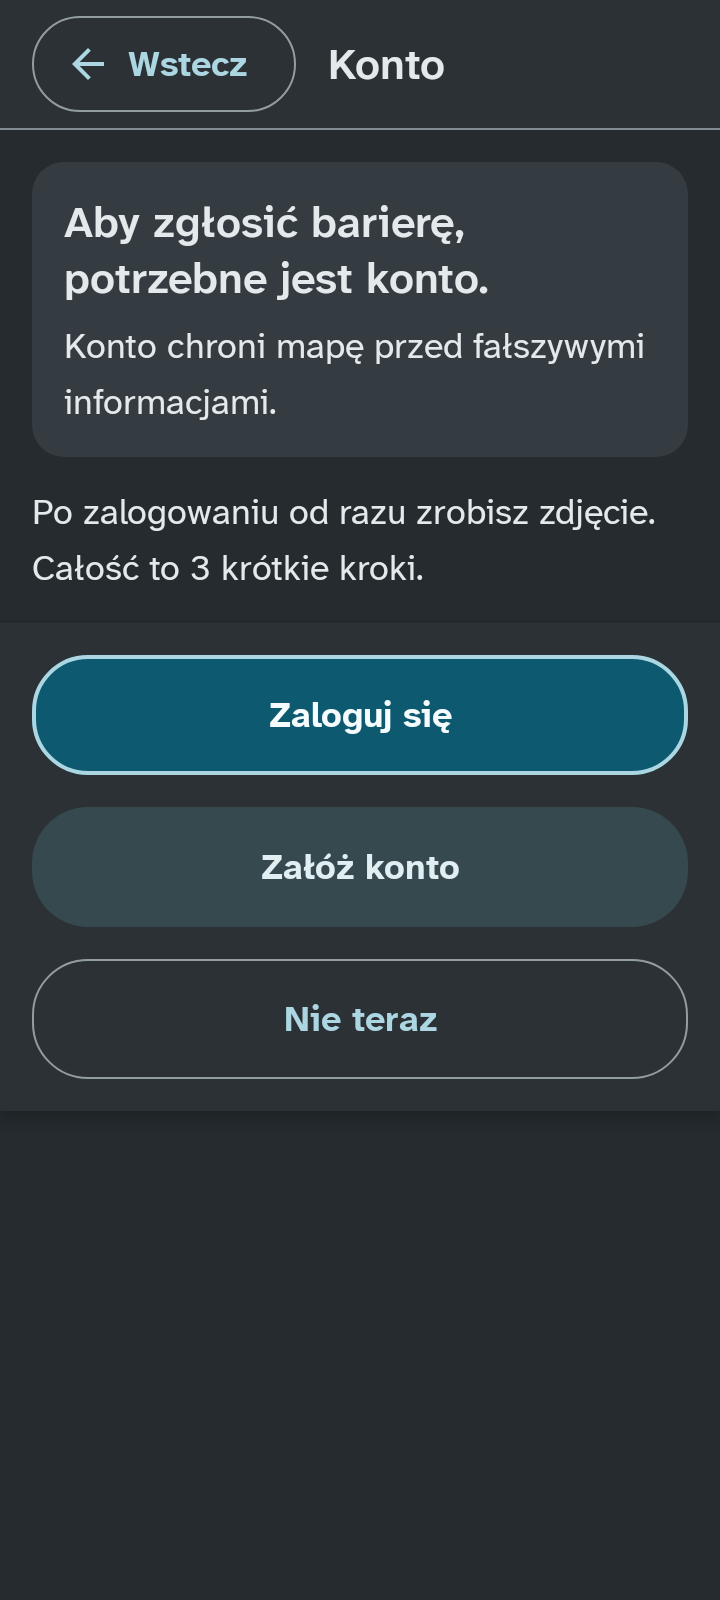 Wstecz
Konto
Aby zgłosić barierę,
potrzebne jest konto.
Konto chroni mapę przed fałszywymi
informacjami.
Po zalogowaniu od razu zrobisz zdjęcie.
Całość to 3 krótkie kroki.
Zaloguj się
Załóż konto
Nie teraz